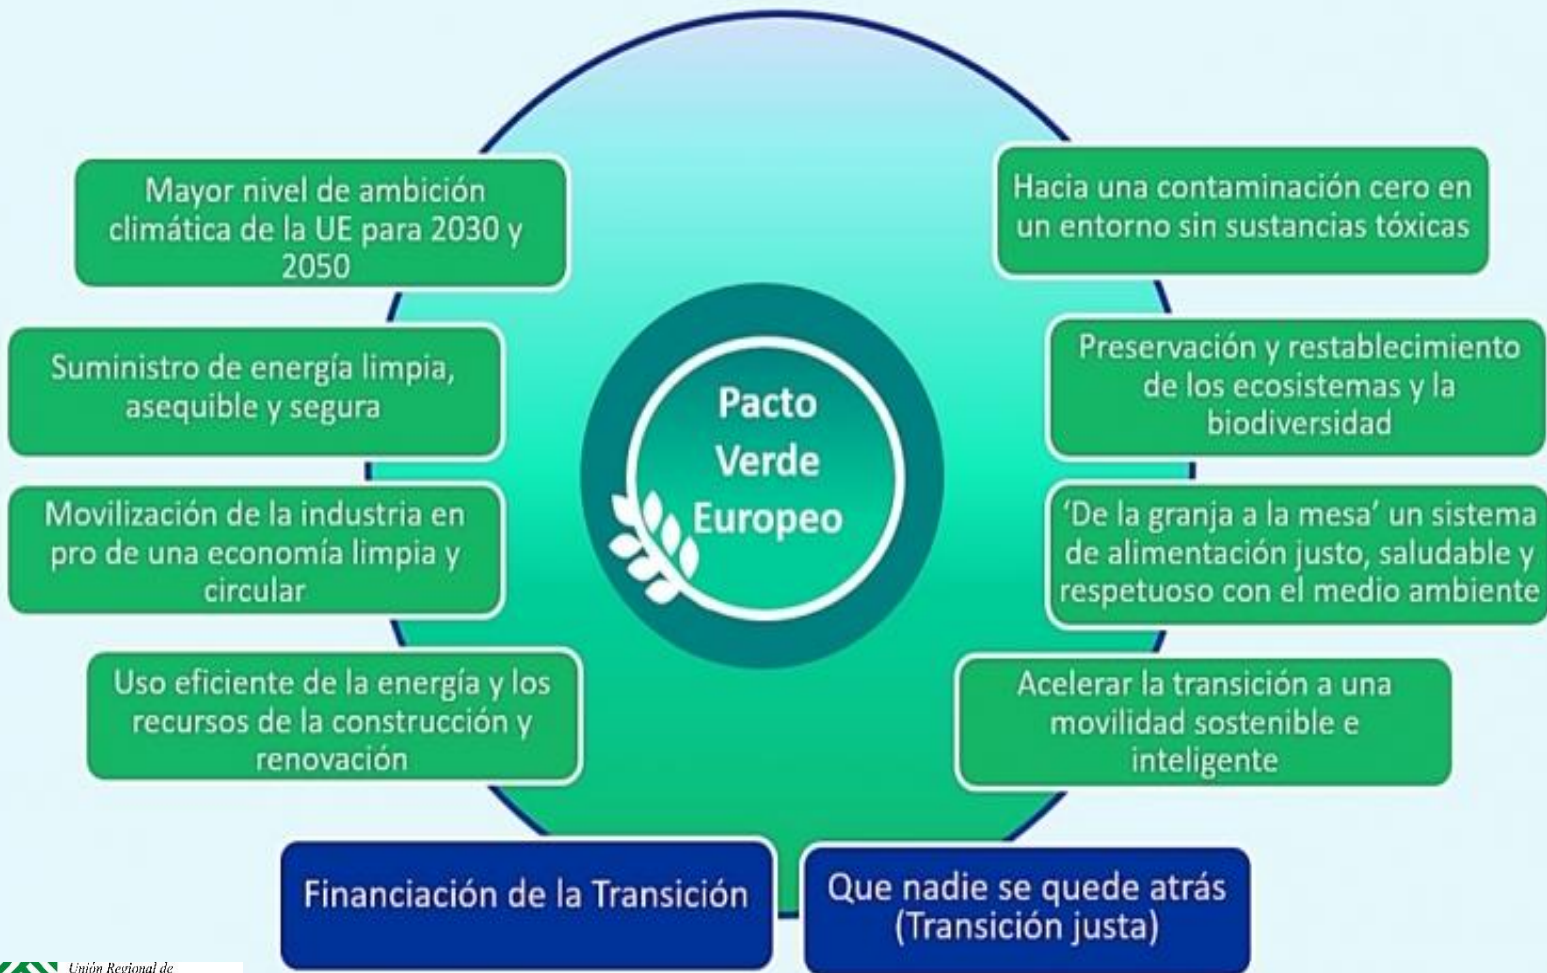 Mayor nivel de ambición
climática de la UE para 2030 y
2050
Suministro de energía limpia,
asequible y segura
Movilización de la industria en
pro de una economía limpia y
circular
Uso eficiente de la energía y los
recursos de la construcción y
renovación
Pacto
Verde
Europeo
Hacia una contaminación cero en
un entorno sin sustancias tóxicas
Preservación y restablecimiento
de los ecosistemas y la
biodiversidad
‘De la granja a la mesa’ un sistema
de alimentación justo, saludable y
respetuoso con el medio ambiente
Acelerar la transición a una
movilidad sostenible e
inteligente
Financiación de la Transición
Que nadie se quede atrás
(Transición justa)
Unión Regional de